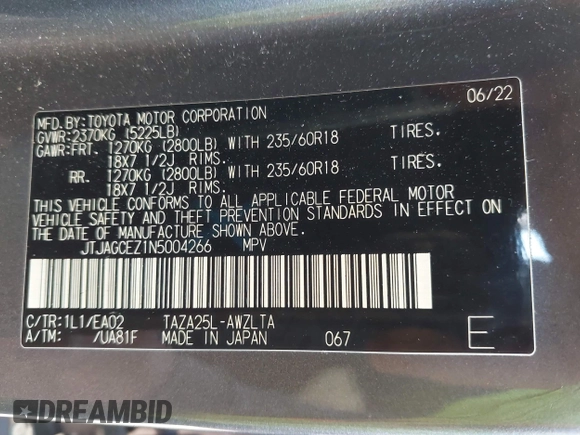 06/22
MFD.BY:TOYOTA MOTOR CORPORATION
GVWR:2370KG (5225LB)
GAWR:FRT. 1270KG (2800LB) WITH 235/60R18 TIRES.
18X7 1/2J RIMS.
RR. 1270KG (2800LB) WITH 235/60R18 TIRES.
18X7 1/2J RIMS.
THIS VEHICLE CONFORMS TO ALL APPLICABLE FEDERAL MOTOR
VEHICLE SAFETY AND THEFT PREVENTION STANDARDS IN EFFECT ON
THE DATE OF MANUFACTURE SHOWN ABOVE.
JTJAGCEZ1N5004266 MPV
C/TR:1L1/EA02 TAZA25L-AWZLTA
A/TM: /UA81F MADE IN JAPAN 067 E
DREAMBID